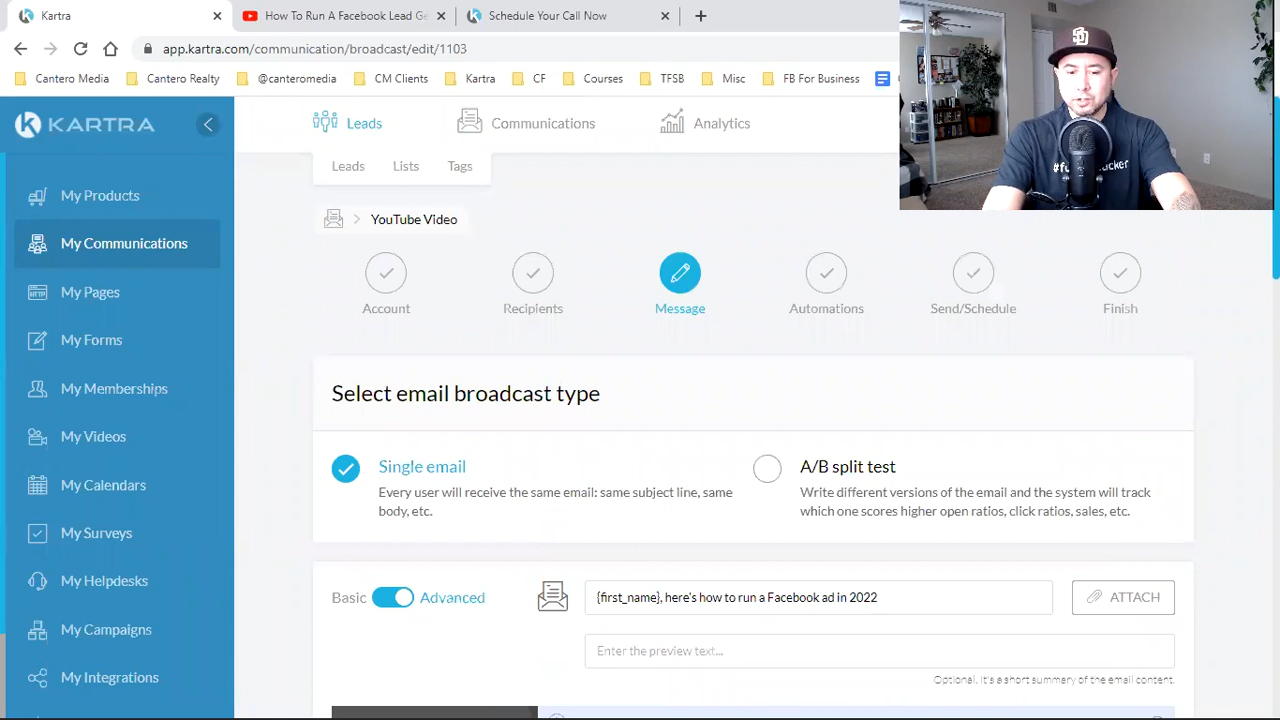 Kartra
How To Run A Facebook Lead Ge
Schedule Your Call Now
app.kartra.com/communication/broadcast/edit/1103
Cantero Media
Cantero Realty
@canteromedia
CM Clients
Kartra
CF
Courses
TFSB
Misc
FB For Business
KARTRA
Leads
Communications
Analytics
Leads
Lists
Tags
My Products
My Communications
My Pages
My Forms
My Memberships
My Videos
My Calendars
My Surveys
My Helpdesks
My Campaigns
My Integrations
YouTube Video
Account
Recipients
Message
Automations
Send/Schedule
Finish
Select email broadcast type
Single email
Every user will receive the same email: same subject line, same
body, etc.
A/B split test
Write different versions of the email and the system will track
which one scores higher open ratios, click ratios, sales, etc.
Basic
Advanced
{first_name}, here's how to run a Facebook ad in 2022
ATTACH
Enter the preview text...
Optional. It's a short summary of the email content.